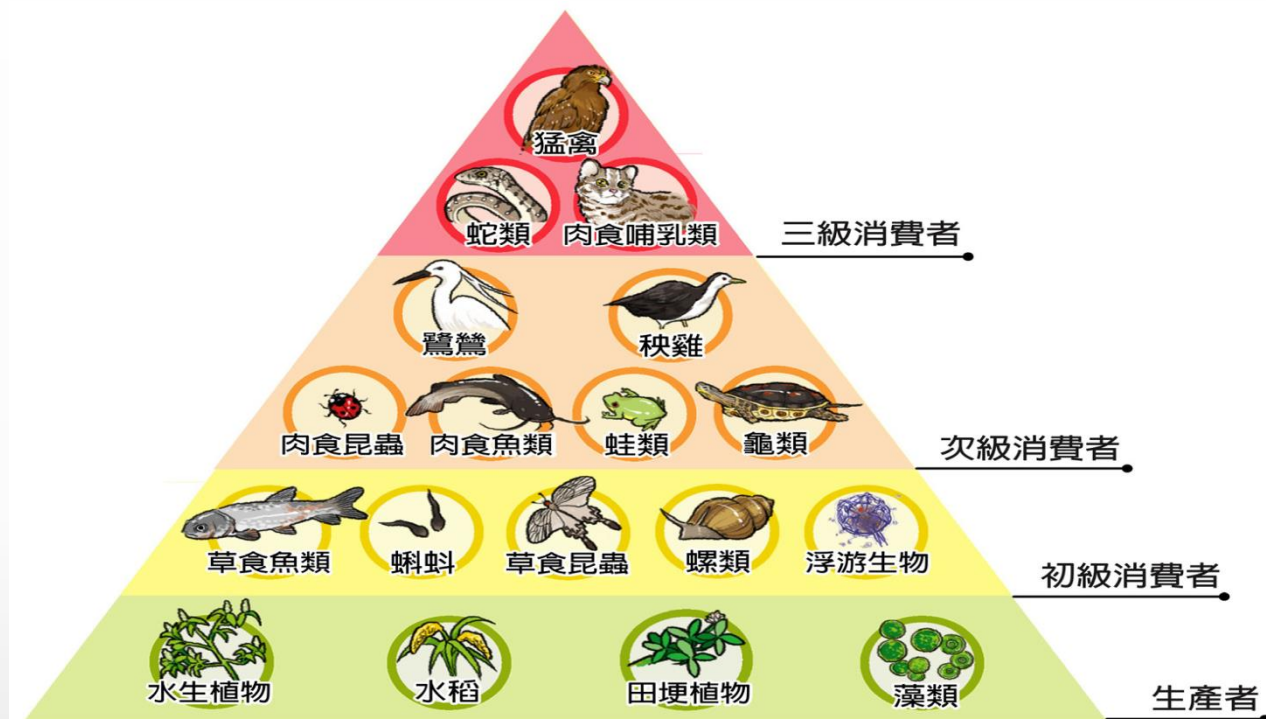 猛禽
蛇類 肉食哺乳類
三級消費者
鷺鷥 秧雞
肉食昆蟲 肉食魚類 蛙類 龜類
次級消費者
草食魚類 蝌蚪 草食昆蟲 螺類 浮游生物
初級消費者
水生植物 水稻 田埂植物 藻類
生產者